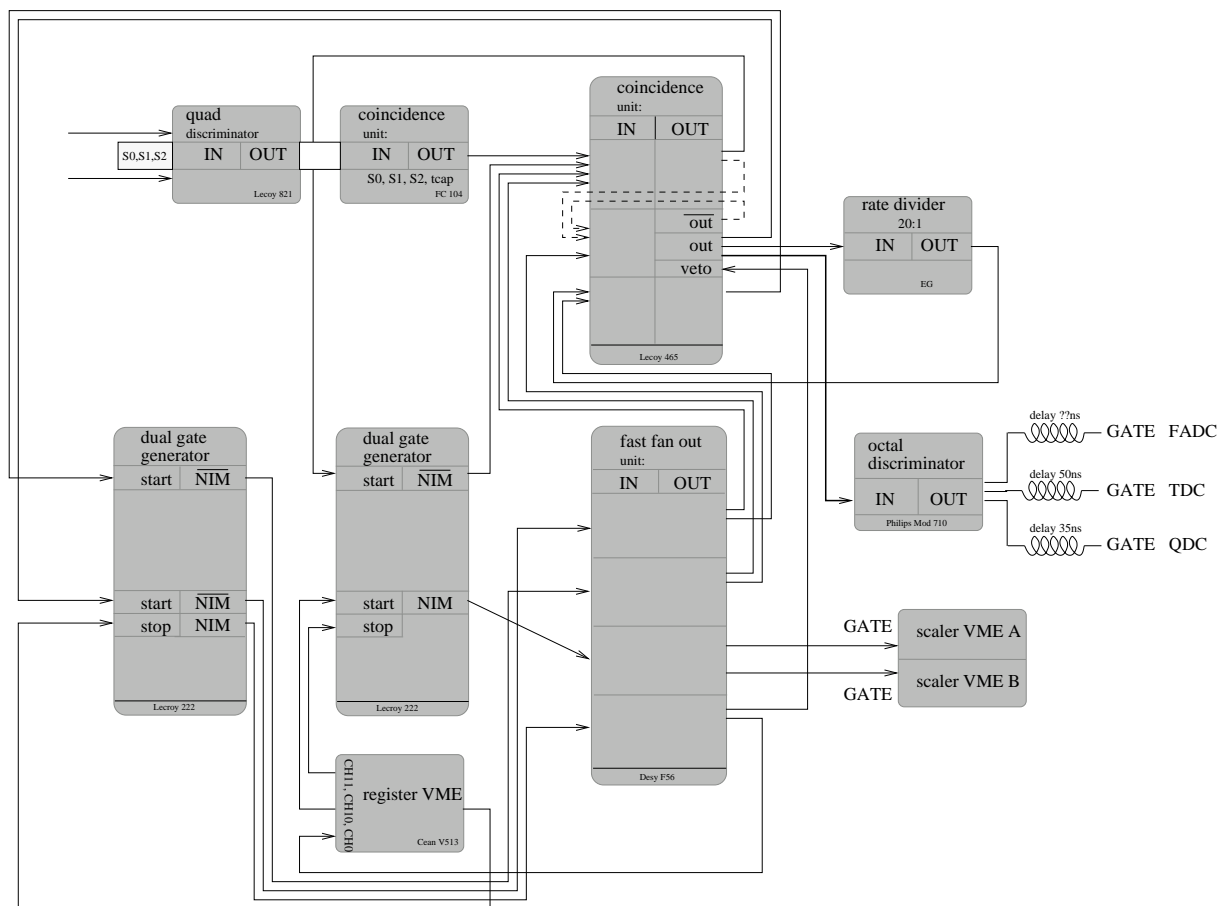 quad
discriminator
S0,S1,S2
IN OUT
Lecoy 821
coincidence
unit:
IN OUT
S0, S1, S2, tcap
FC 104
coincidence
unit:
IN OUT
out
out
veto
Lecoy 465
rate divider
20:1
IN OUT
EG
dual gate
generator
start NIM
start NIM
stop NIM
Lecroy 222
dual gate
generator
start NIM
start NIM
stop
Lecroy 222
fast fan out
unit:
IN OUT
Desy F56
octal
discriminator
IN OUT
Philips Mod 710
delay ??ns
GATE FADC
delay 50ns
GATE TDC
delay 35ns
GATE QDC
GATE
scaler VME A
scaler VME B
GATE
CH11, CH10, CH0
register VME
Cean V513